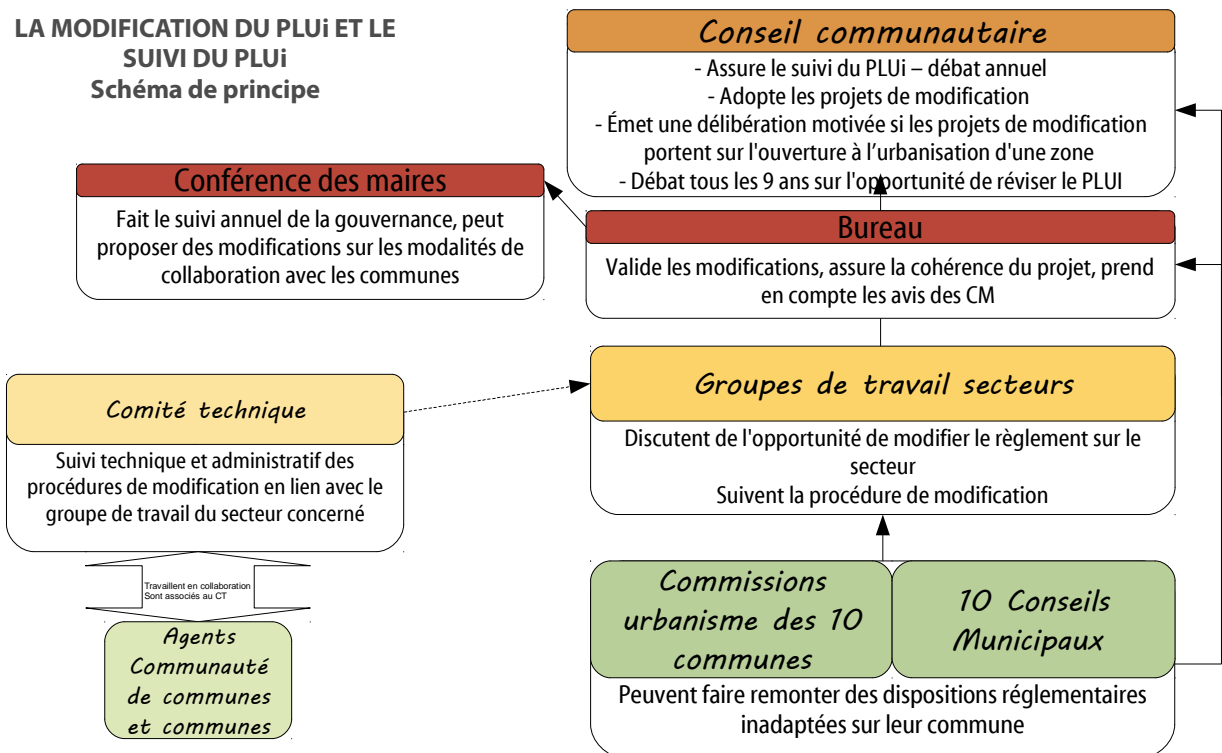 LA MODIFICATION DU PLUi ET LE
SUIVI DU PLUi
Schéma de principe
Conseil communautaire
- Assure le suivi du PLUi – débat annuel
- Adopte les projets de modification
- Émet une délibération motivée si les projets de modification
portent sur l'ouverture à l’urbanisation d'une zone
- Débat tous les 9 ans sur l'opportunité de réviser le PLUI
Conférence des maires
Fait le suivi annuel de la gouvernance, peut
proposer des modifications sur les modalités de
collaboration avec les communes
Bureau
Valide les modifications, assure la cohérence du projet, prend
en compte les avis des CM
Comité technique
Suivi technique et administratif des
procédures de modification en lien avec le
groupe de travail du secteur concerné
Groupes de travail secteurs
Discutent de l'opportunité de modifier le règlement sur le
secteur
Suivent la procédure de modification
Travaillent en collaboration
Sont associés au CT
Agents
Communauté
de communes
et communes
Commissions
urbanisme des 10
communes
10 Conseils
Municipaux
Peuvent faire remonter des dispositions réglementaires
inadaptées sur leur commune